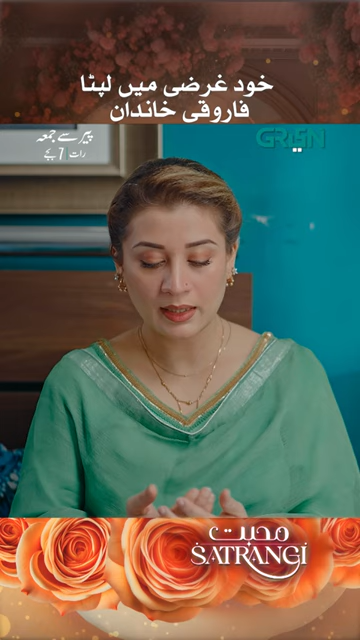 خود غرضی میں لپٹا
فاروقی خاندان
پیر سے جمعہ
رات | 7 بجے
GREEN
محبت
SATRANGI